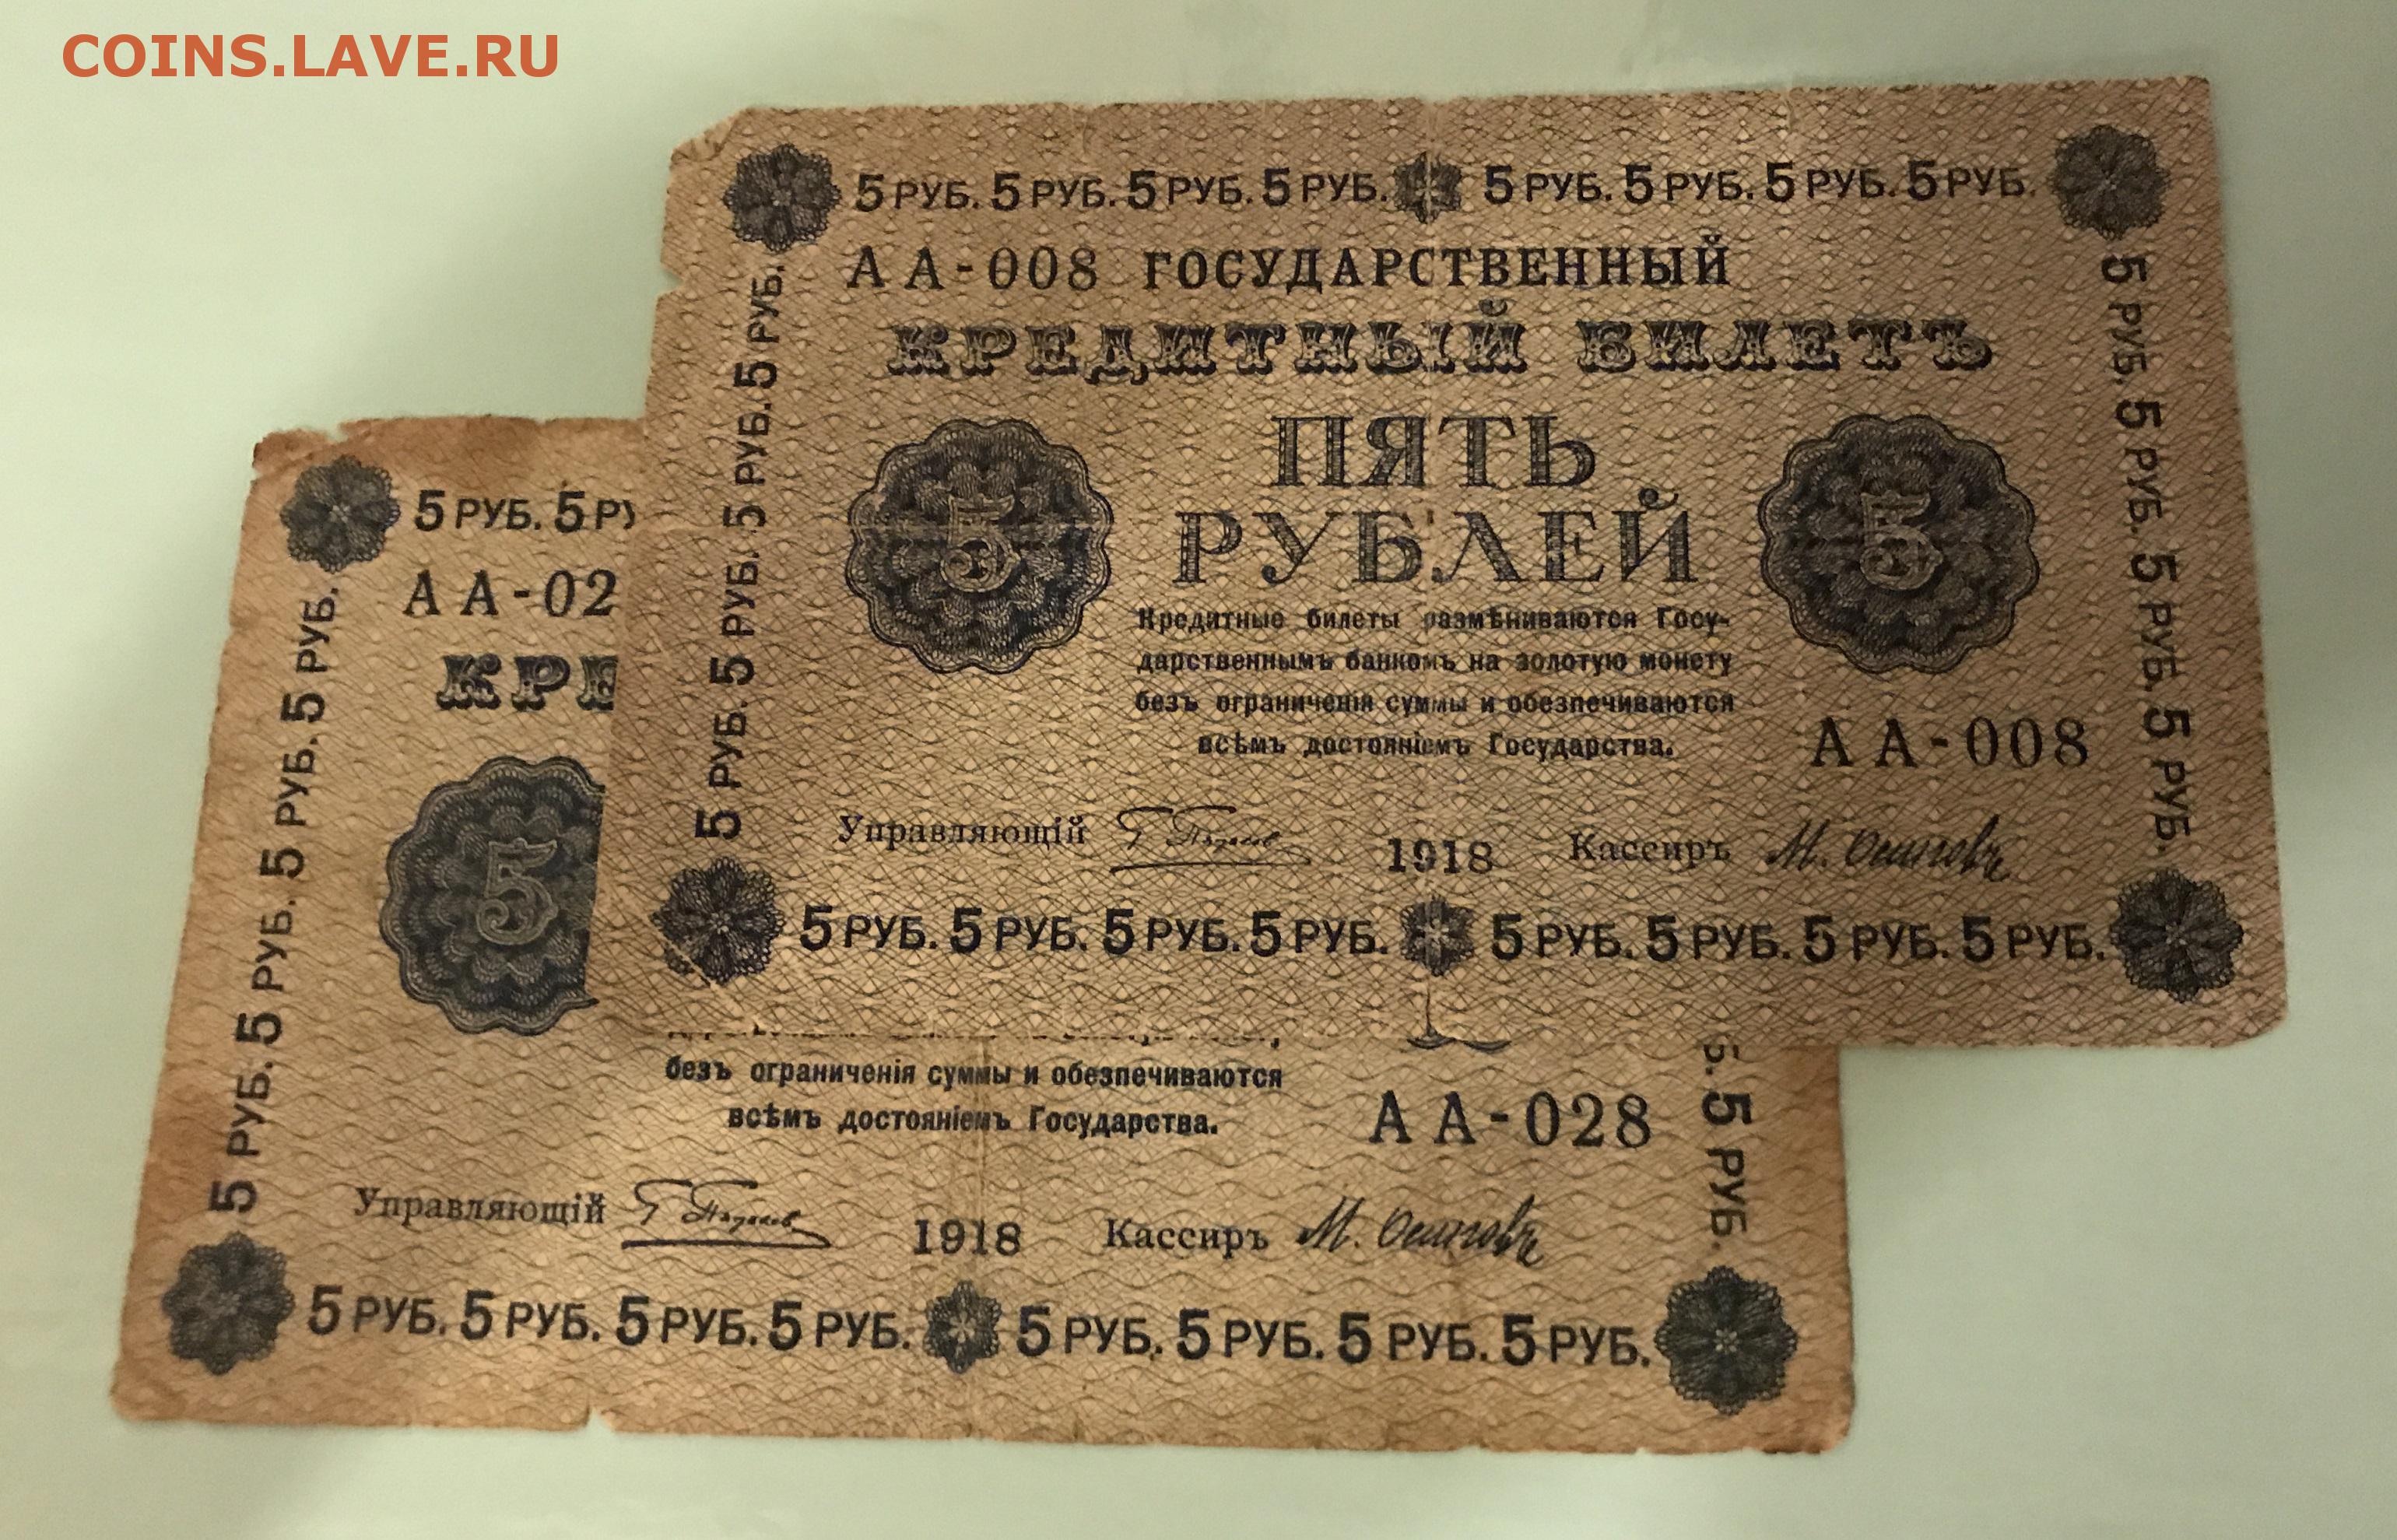 COINS.LAVE.RU
5 РУБ. 5 РУБ. 5 РУБ. 5 РУБ. 5 РУБ. 5 РУБ. 5 РУБ. 5 РУБ.
АА-008 ГОСУДАРСТВЕННЫЙ
КРЕДИТНЫЙ БИЛЕТЪ
5 ПЯТЬ 5
РУБЛЕЙ
Кредитные билеты размѣниваются Госу-
дарственнымъ банкомъ на золотую монету
безъ ограниченія суммы и обезпечиваются
всѣмъ достояніемъ Государства.
АА-008
Управляющій
1918 Кассиръ М. Осиповъ
5 РУБ. 5 РУБ. 5 РУБ. 5 РУБ. 5 РУБ. 5 РУБ. 5 РУБ. 5 РУБ.
5 РУБ. 5 РУБ. 5 РУБ. 5 РУБ.
5 РУБ. 5 РУБ. 5 РУБ. 5 РУБ.
5 РУБ. 5
АА-02
5
безъ ограниченія суммы и обезпечиваются
всѣмъ достояніемъ Государства.
АА-028
Управляющій
1918 Кассиръ М. Осиповъ
5 РУБ. 5 РУБ. 5 РУБ. 5 РУБ. 5 РУБ. 5 РУБ. 5 РУБ. 5 РУБ.
5 РУБ. 5 РУБ. 5 РУБ. 5 РУБ.
5 РУБ.